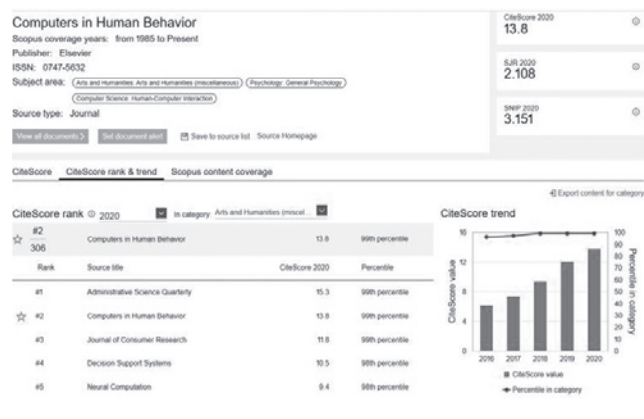 Computers in Human Behavior
Scopus coverage years: from 1985 to Present
Publisher: Elsevier
ISSN: 0747-5632
Subject area: Arts and Humanities: Arts and Humanities (miscellaneous) Psychology: General Psychology
Computer Science: Human-Computer Interaction
Source type: Journal
View all documents > Set document alert Save to source list Source Homepage
CiteScore 2020
13.8
SJR 2020
2.108
SNIP 2020
3.151
CiteScore CiteScore rank & trend Scopus content coverage
Export content for category
CiteScore rank 2020 in category Arts and Humanities (miscel...
#2
306
Computers in Human Behavior 13.8 99th percentile
Rank Source title CiteScore 2020 Percentile
#1 Administrative Science Quarterly 15.3 99th percentile
#2 Computers in Human Behavior 13.8 99th percentile
#3 Journal of Consumer Research 11.8 99th percentile
#4 Decision Support Systems 10.5 98th percentile
#5 Neural Computation 9.4 98th percentile
CiteScore trend
CiteScore value
16
12
8
4
0
2016 2017 2018 2019 2020
100
90
80
70
60
50
40
30
20
10
0
Percentile in category
CiteScore value
Percentile in category